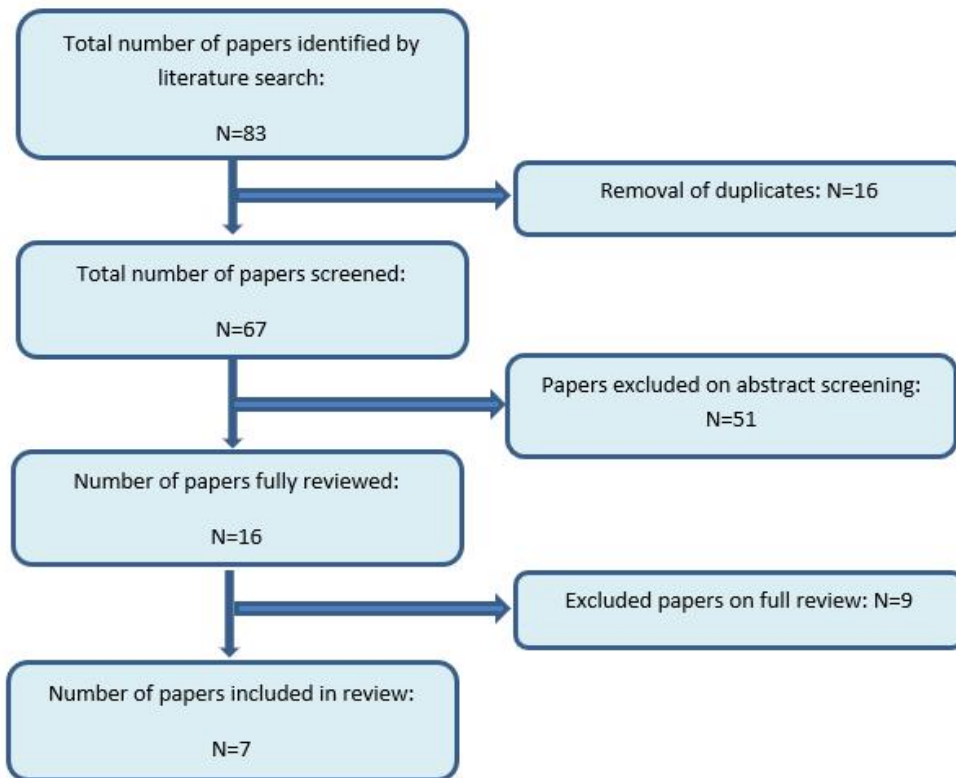 Total number of papers identified by
literature search:
N=83
Removal of duplicates: N=16
Total number of papers screened:
N=67
Papers excluded on abstract screening:
N=51
Number of papers fully reviewed:
N=16
Excluded papers on full review: N=9
Number of papers included in review:
N=7